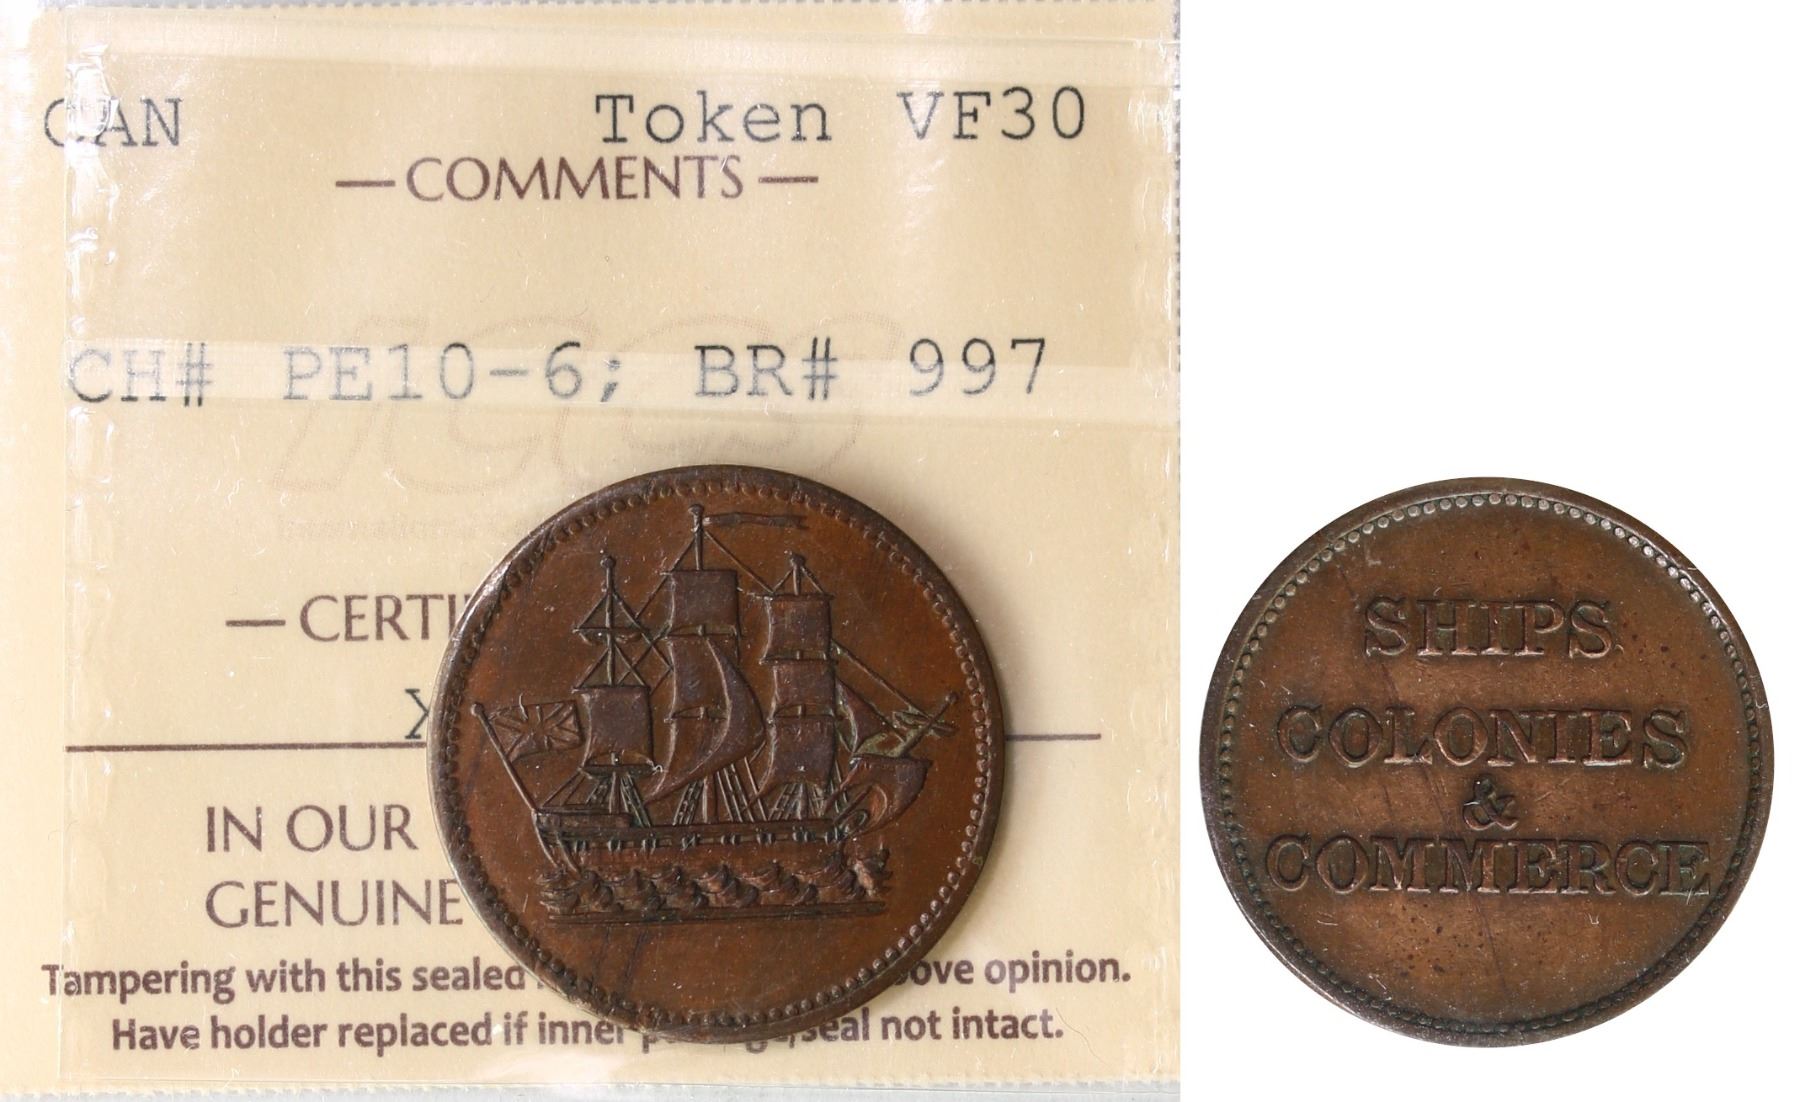 CAN Token VF30
— COMMENTS —
CH# PE10-6; BR# 997
ICCS
— CERTI
X
IN OUR
GENUINE
Tampering with this sealed ove opinion.
Have holder replaced if inner seal not intact.
SHIPS
COLONIES
&
COMMERCE